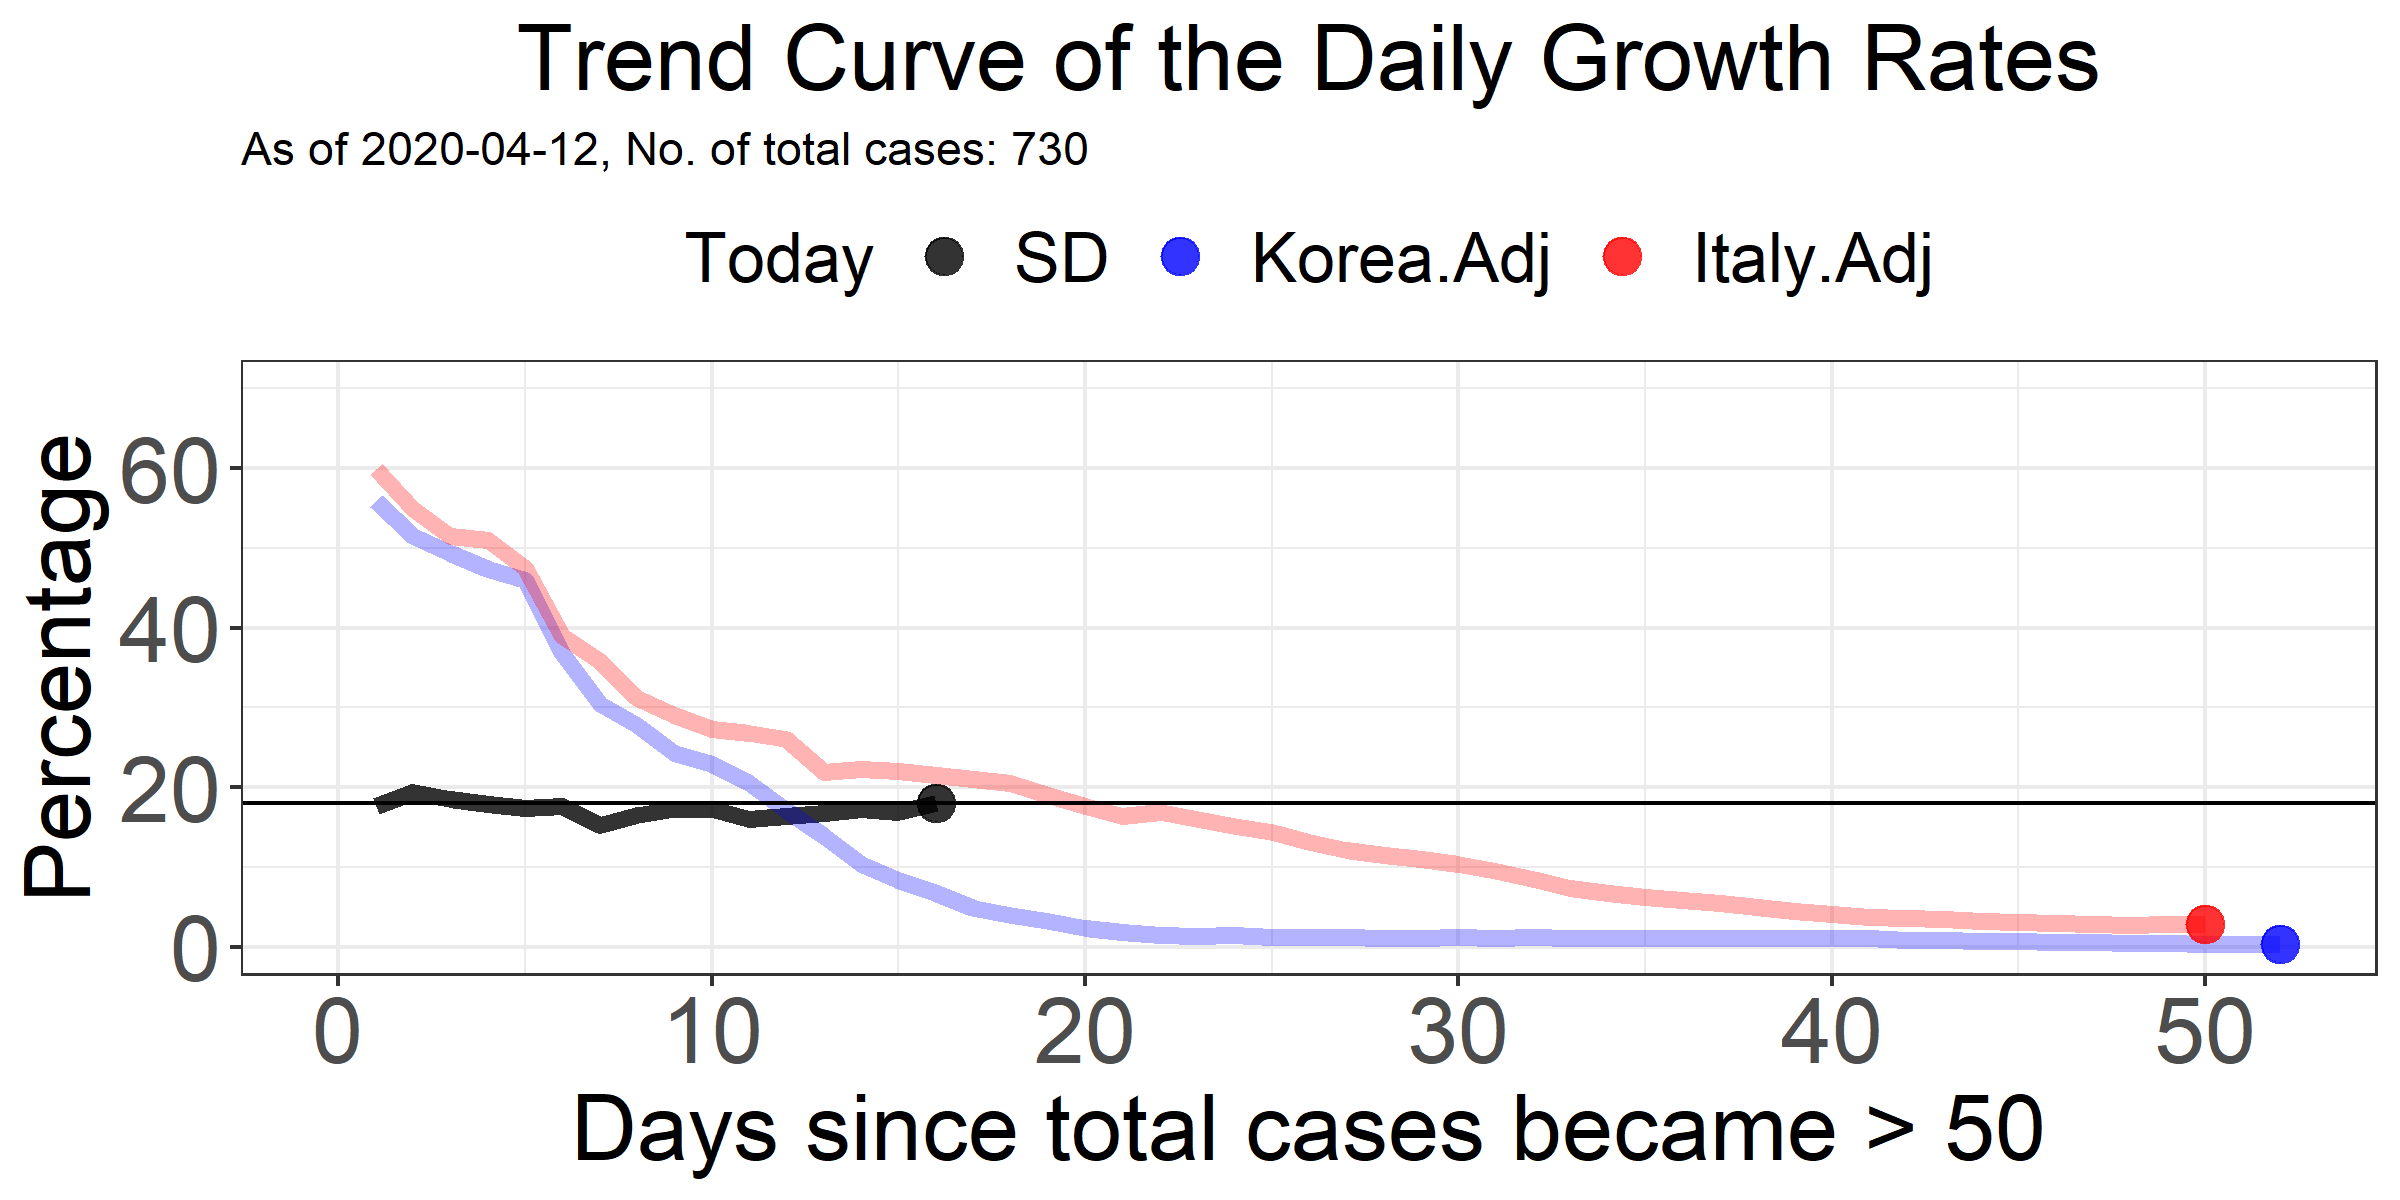 Trend Curve of the Daily Growth Rates
As of 2020-04-12, No. of total cases: 730
Today SD Korea.Adj Italy.Adj
Percentage
60
40
20
0
0 10 20 30 40 50
Days since total cases became > 50